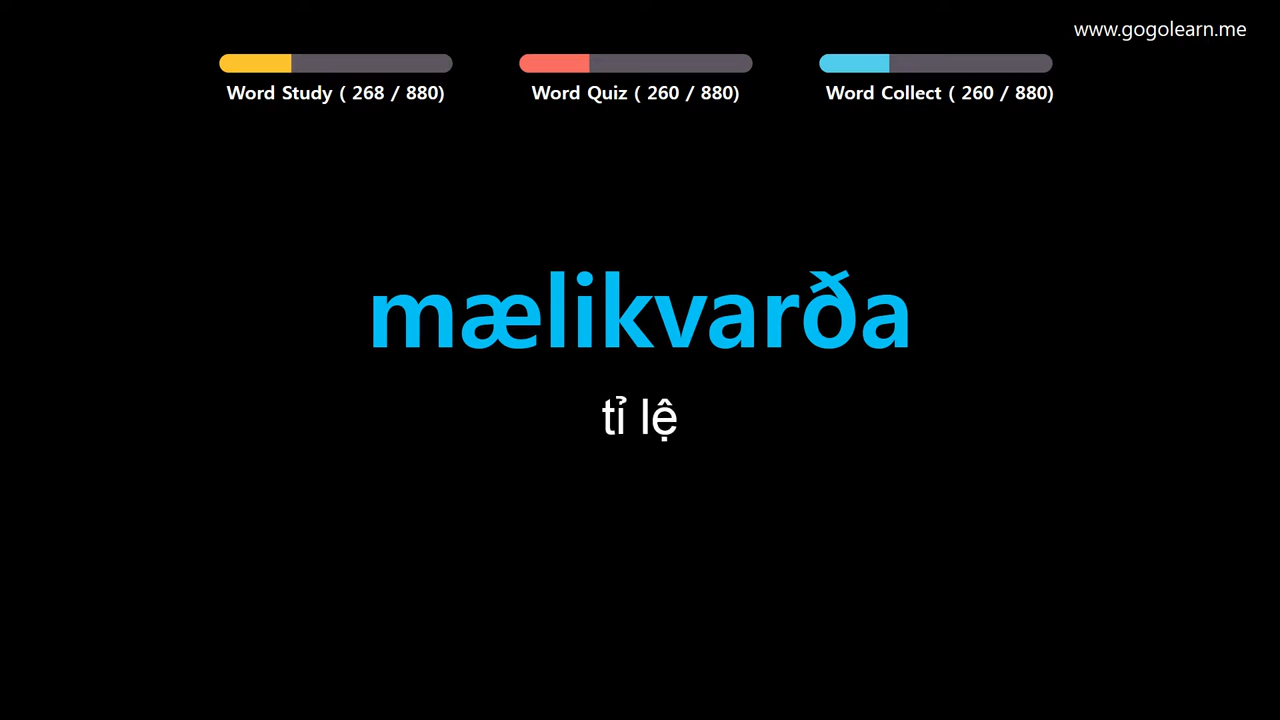 www.gogolearn.me
Word Study ( 268 / 880)
Word Quiz ( 260 / 880)
Word Collect ( 260 / 880)
mælikvarða
tỉ lệ